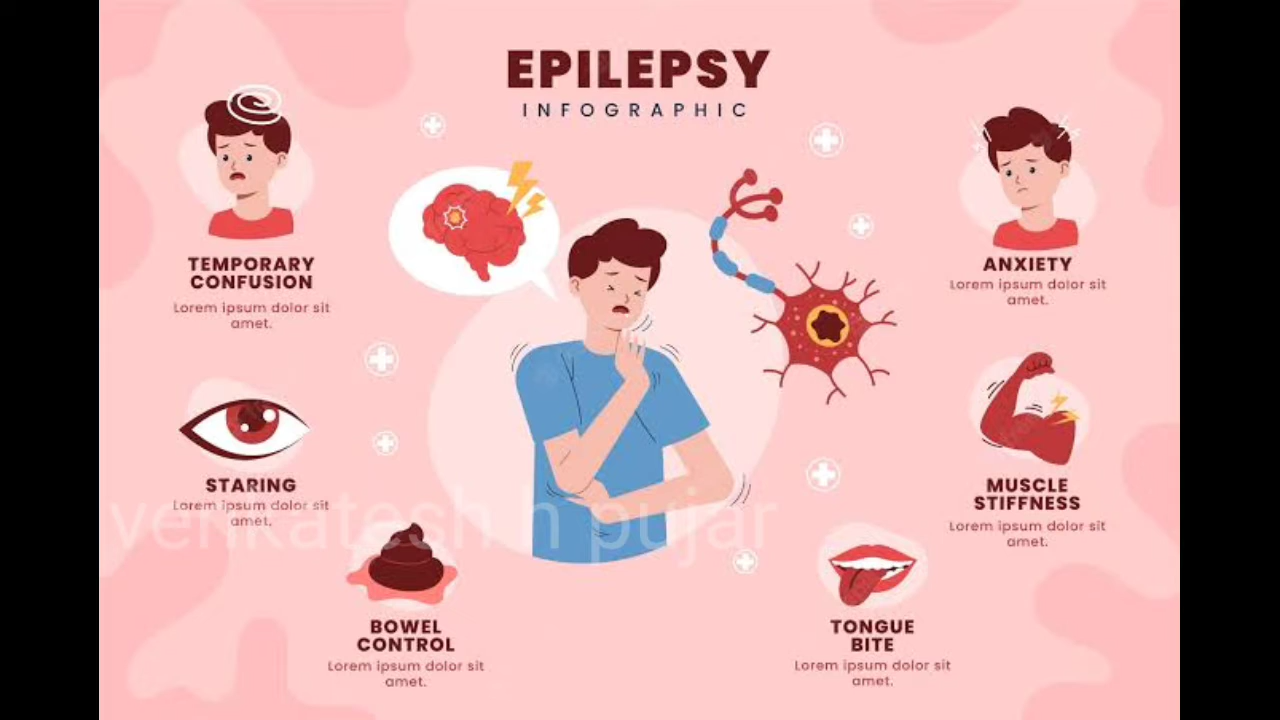 EPILEPSY
INFOGRAPHIC
TEMPORARY
CONFUSION
Lorem ipsum dolor sit
amet.
ANXIETY
Lorem ipsum dolor sit
amet.
STARING
Lorem ipsum dolor sit
amet.
MUSCLE
STIFFNESS
Lorem ipsum dolor sit
amet.
venkatesh n pujar
BOWEL
CONTROL
Lorem ipsum dolor sit
amet.
TONGUE
BITE
Lorem ipsum dolor sit
amet.